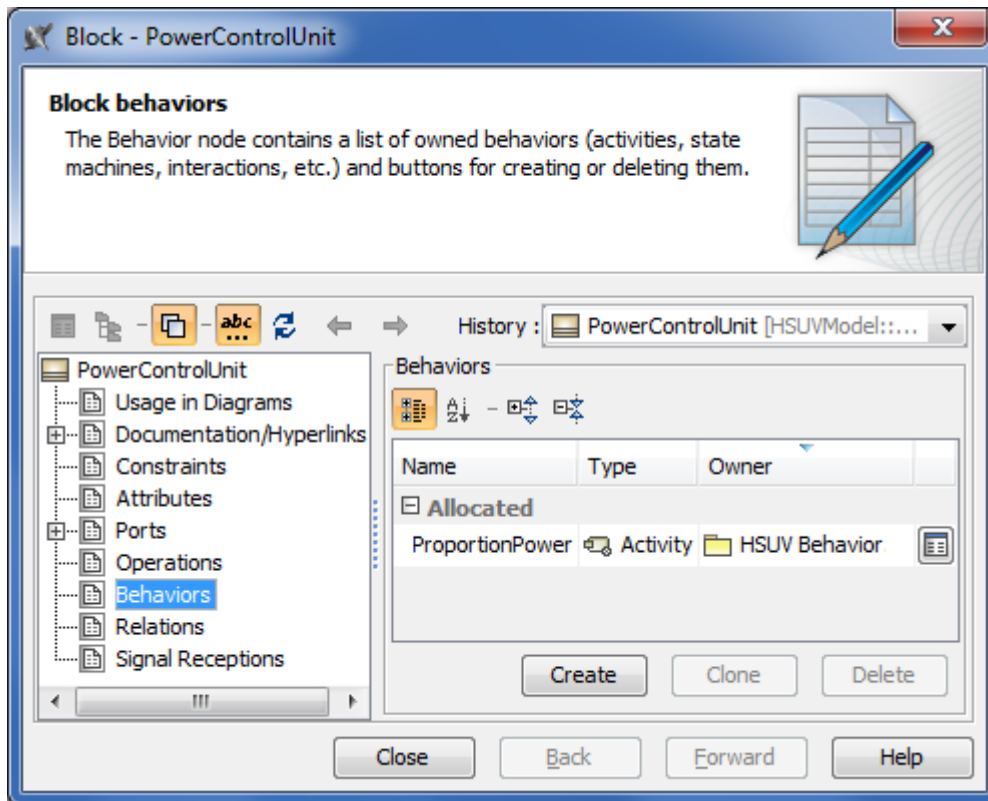 Block - PowerControlUnit
Block behaviors
The Behavior node contains a list of owned behaviors (activities, state
machines, interactions, etc.) and buttons for creating or deleting them.
abc
...
History :
PowerControlUnit [HSUVModel::...
PowerControlUnit
Usage in Diagrams
Documentation/Hyperlinks
Constraints
Attributes
Ports
Operations
Behaviors
Relations
Signal Receptions
Behaviors
A
Z
Name Type Owner
Allocated
ProportionPower Activity HSUV Behavior
Create Clone Delete
Close Back Forward Help